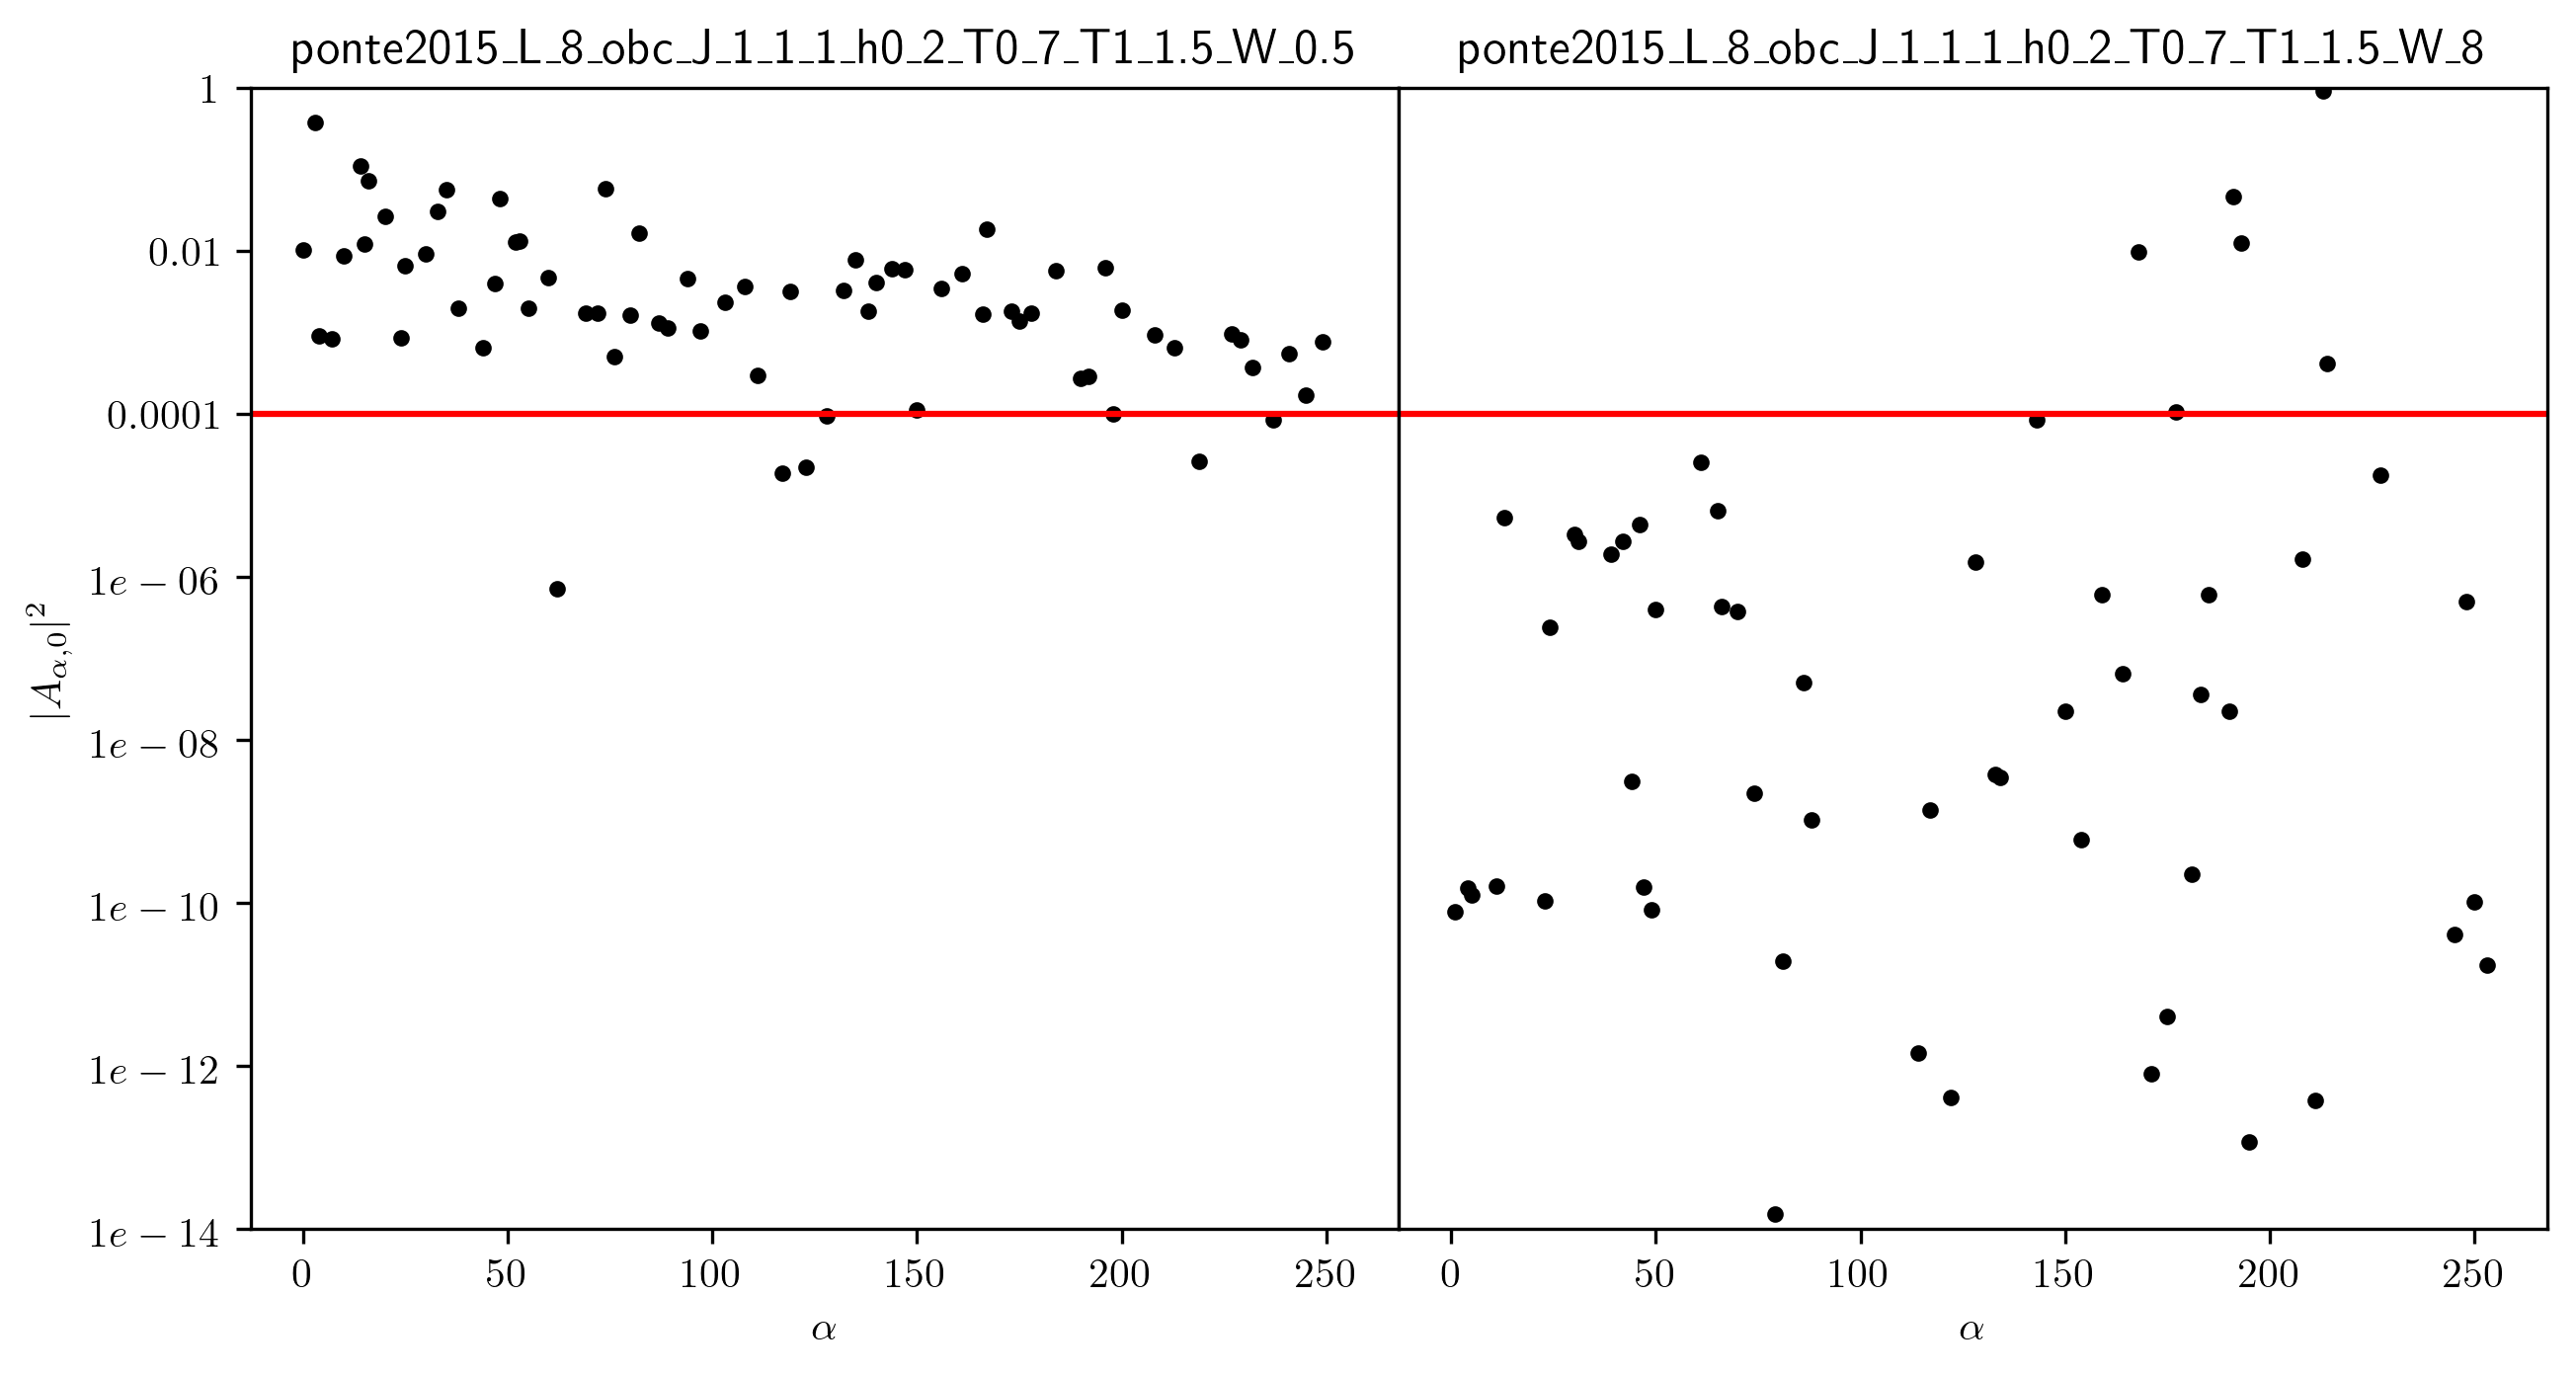 ponte2015_L_8_obc_J_1_1_1_h0_2_T0_7_T1_1.5_W_0.5
ponte2015_L_8_obc_J_1_1_1_h0_2_T0_7_T1_1.5_W_8
1
0.01
0.0001
1e − 06
1e − 08
1e − 10
1e − 12
1e − 14
|A_{α,0}|²
0 50 100 150 200 250
0 50 100 150 200 250
α
α